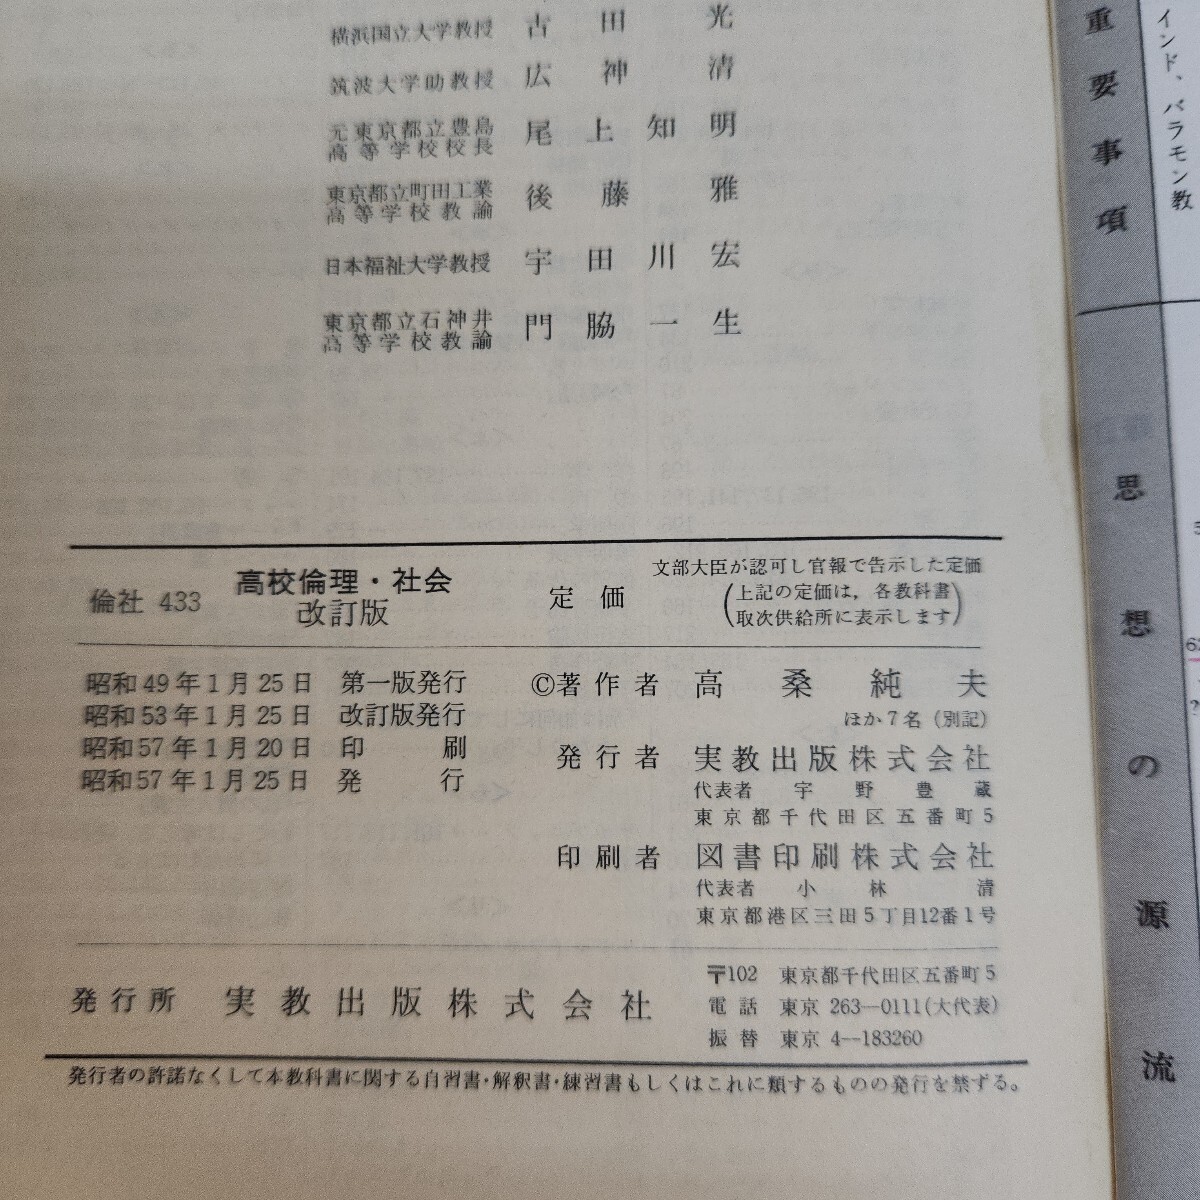 横浜国立大学教授 古田光
筑波大学助教授 広神清
元東京都立豊島
高等学校校長 尾上知明
東京都立町田工業
高等学校教諭 後藤雅
日本福祉大学教授 宇田川宏
東京都立石神井
高等学校教諭 門脇一生
倫社 433 高校倫理・社会
改訂版
定価 文部大臣が認可し官報で告示した定価
(上記の定価は，各教科書
取次供給所に表示します)
昭和49年1月25日 第一版発行
昭和53年1月25日 改訂版発行
昭和57年1月20日 印刷
昭和57年1月25日 発行
©著作者 高桑純夫
ほか7名（別記）
発行者 実教出版株式会社
代表者 宇野豊蔵
東京都千代田区五番町5
印刷者 図書印刷株式会社
代表者 小林清
東京都港区三田5丁目12番1号
発行所 実教出版株式会社
〒102 東京都千代田区五番町5
電話 東京 263―0111(大代表)
振替 東京 4―183260
発行者の許諾なくして本教科書に関する自習書・解釈書・練習書もしくはこれに類するものの発行を禁ずる。
重要事項
インド、バラモン教
思想の源流